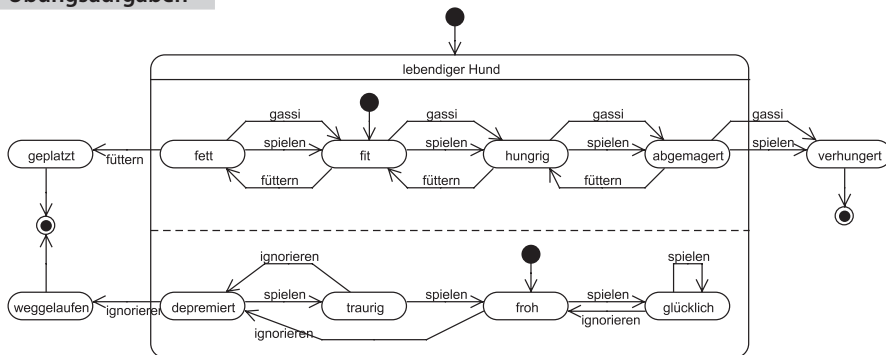 Übungsaufgaben
lebendiger Hund
gassi gassi gassi gassi
geplatzt füttern fett spielen fit spielen hungrig spielen abgemagert spielen verhungert
füttern füttern füttern
ignorieren spielen
weggelaufen ignorieren depremiert spielen traurig spielen froh spielen glücklich
ignorieren ignorieren